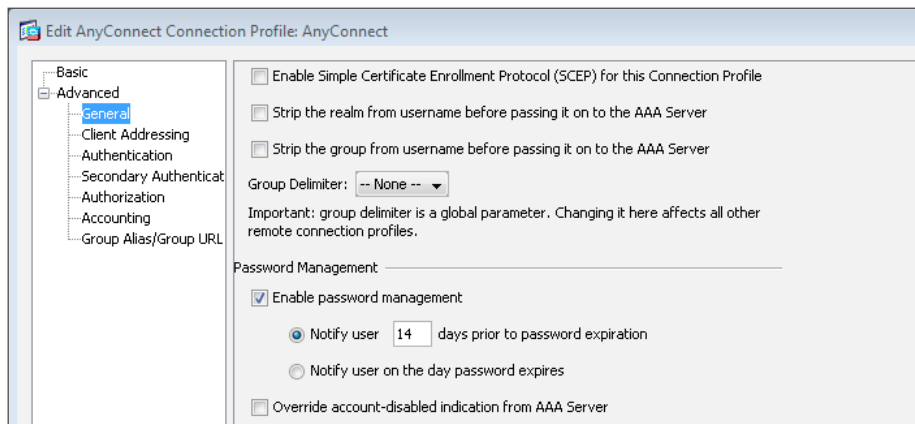 Edit AnyConnect Connection Profile: AnyConnect
Basic
Advanced
General
Client Addressing
Authentication
Secondary Authenticat
Authorization
Accounting
Group Alias/Group URL
Enable Simple Certificate Enrollment Protocol (SCEP) for this Connection Profile
Strip the realm from username before passing it on to the AAA Server
Strip the group from username before passing it on to the AAA Server
Group Delimiter: -- None --
Important: group delimiter is a global parameter. Changing it here affects all other
remote connection profiles.
Password Management
Enable password management
Notify user 14 days prior to password expiration
Notify user on the day password expires
Override account-disabled indication from AAA Server